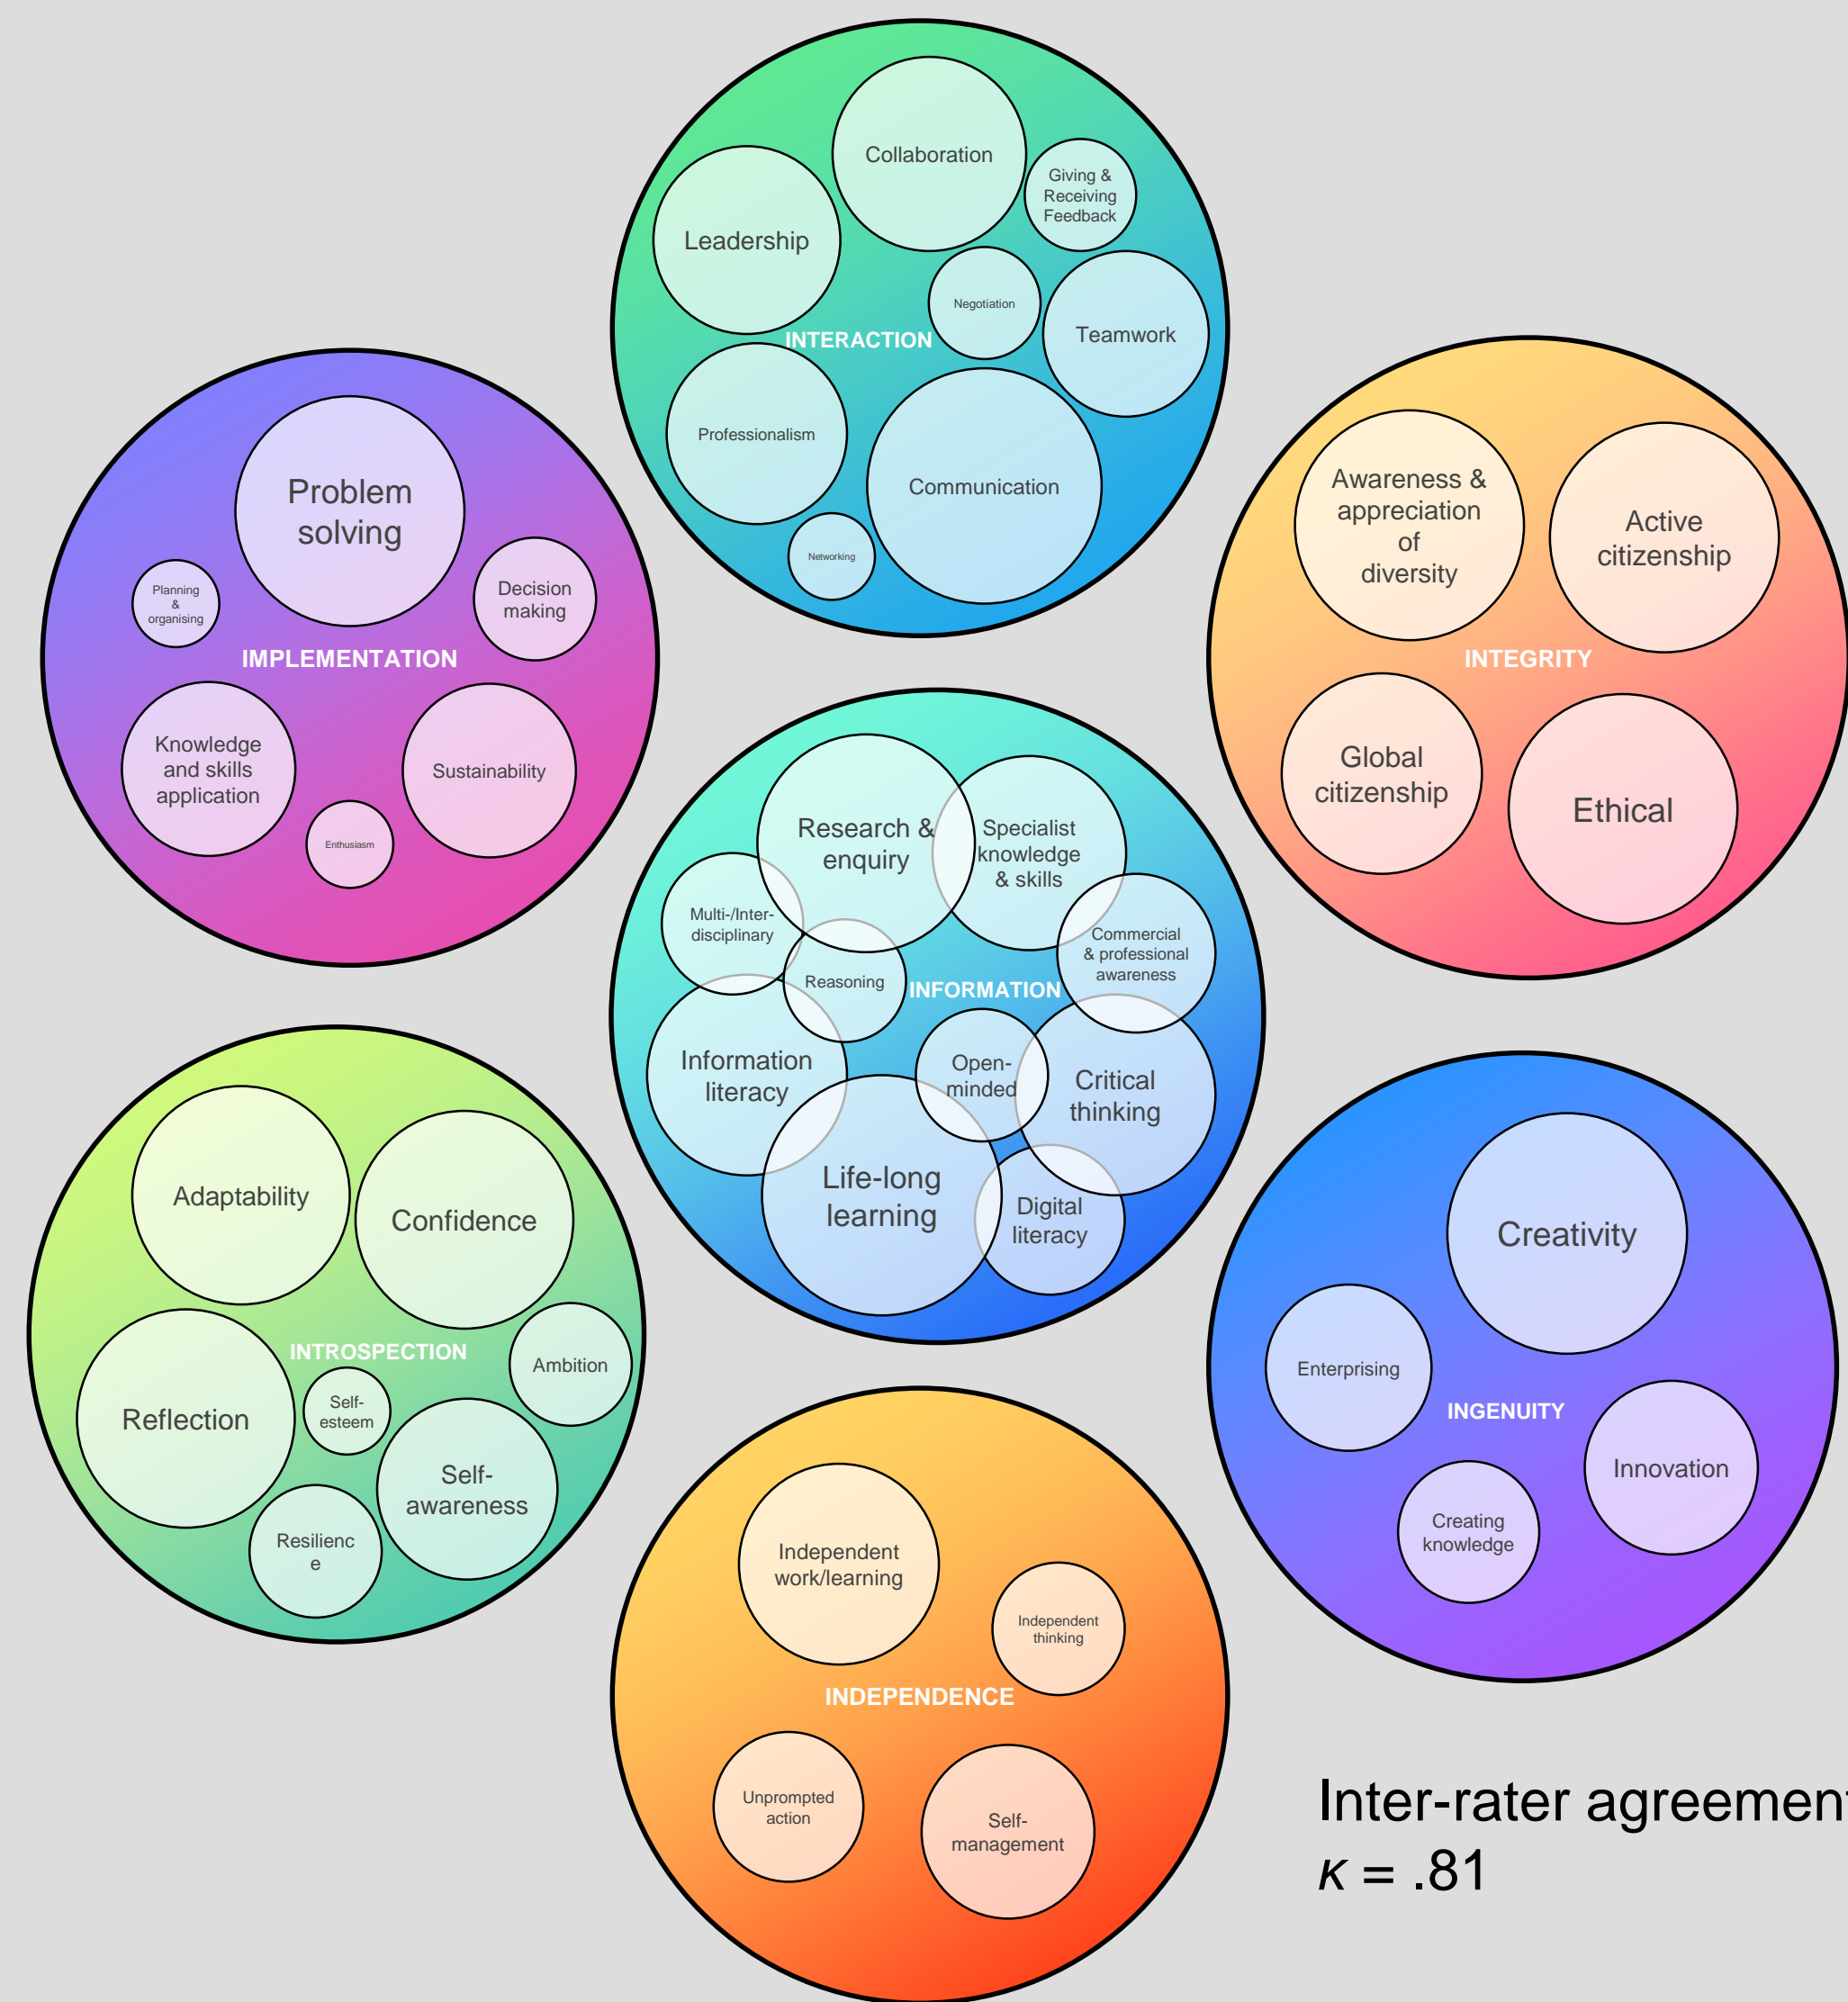 Collaboration
Giving &
Receiving
Feedback
Leadership
Negotiation
Teamwork
INTERACTION
Professionalism
Communication
Networking
Problem
solving
Planning
&
organising
Decision
making
IMPLEMENTATION
Knowledge
and skills
application
Sustainability
Enthusiasm
Awareness &
appreciation
of
diversity
Active
citizenship
INTEGRITY
Global
citizenship
Ethical
Research &
enquiry
Specialist
knowledge
& skills
Multi-/Inter-
disciplinary
Commercial
& professional
awareness
Reasoning
INFORMATION
Information
literacy
Open-
minded
Critical
thinking
Life-long
learning
Digital
literacy
Adaptability
Confidence
INTROSPECTION
Ambition
Reflection
Self-
esteem
Self-
awareness
Resilienc
e
Creativity
Enterprising
INGENUITY
Innovation
Creating
knowledge
Independent
work/learning
Independent
thinking
INDEPENDENCE
Unprompted
action
Self-
management
Inter-rater agreement
κ = .81